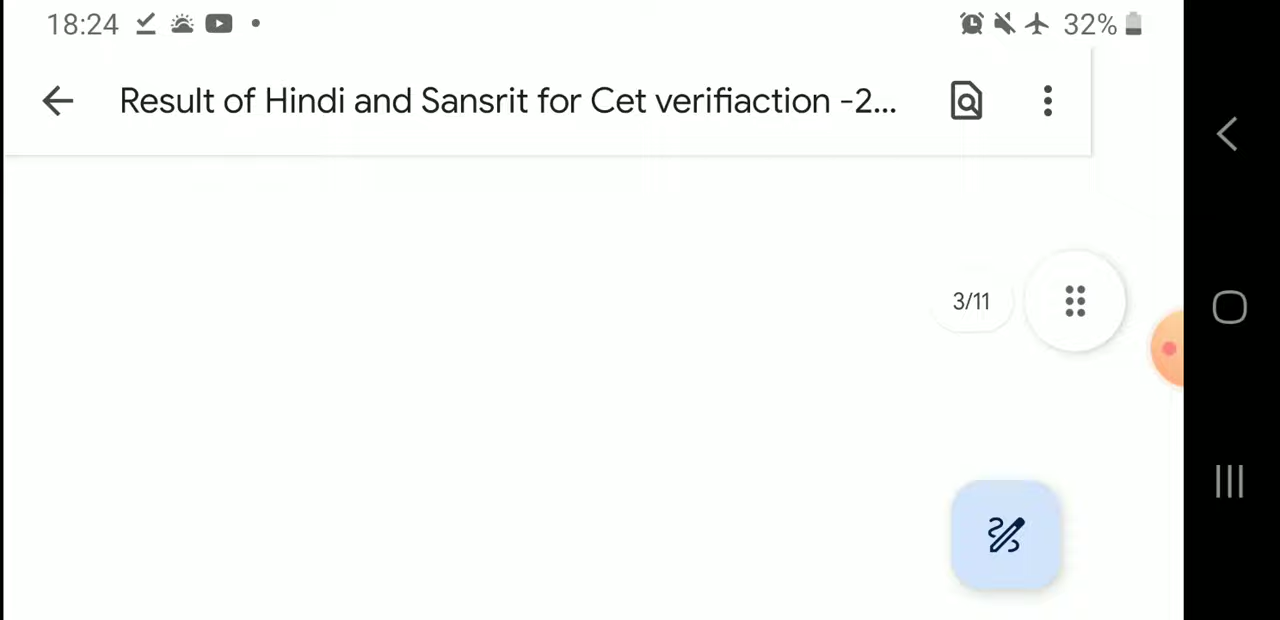 18:24 32%
Result of Hindi and Sansrit for Cet verifiaction -2...
3/11